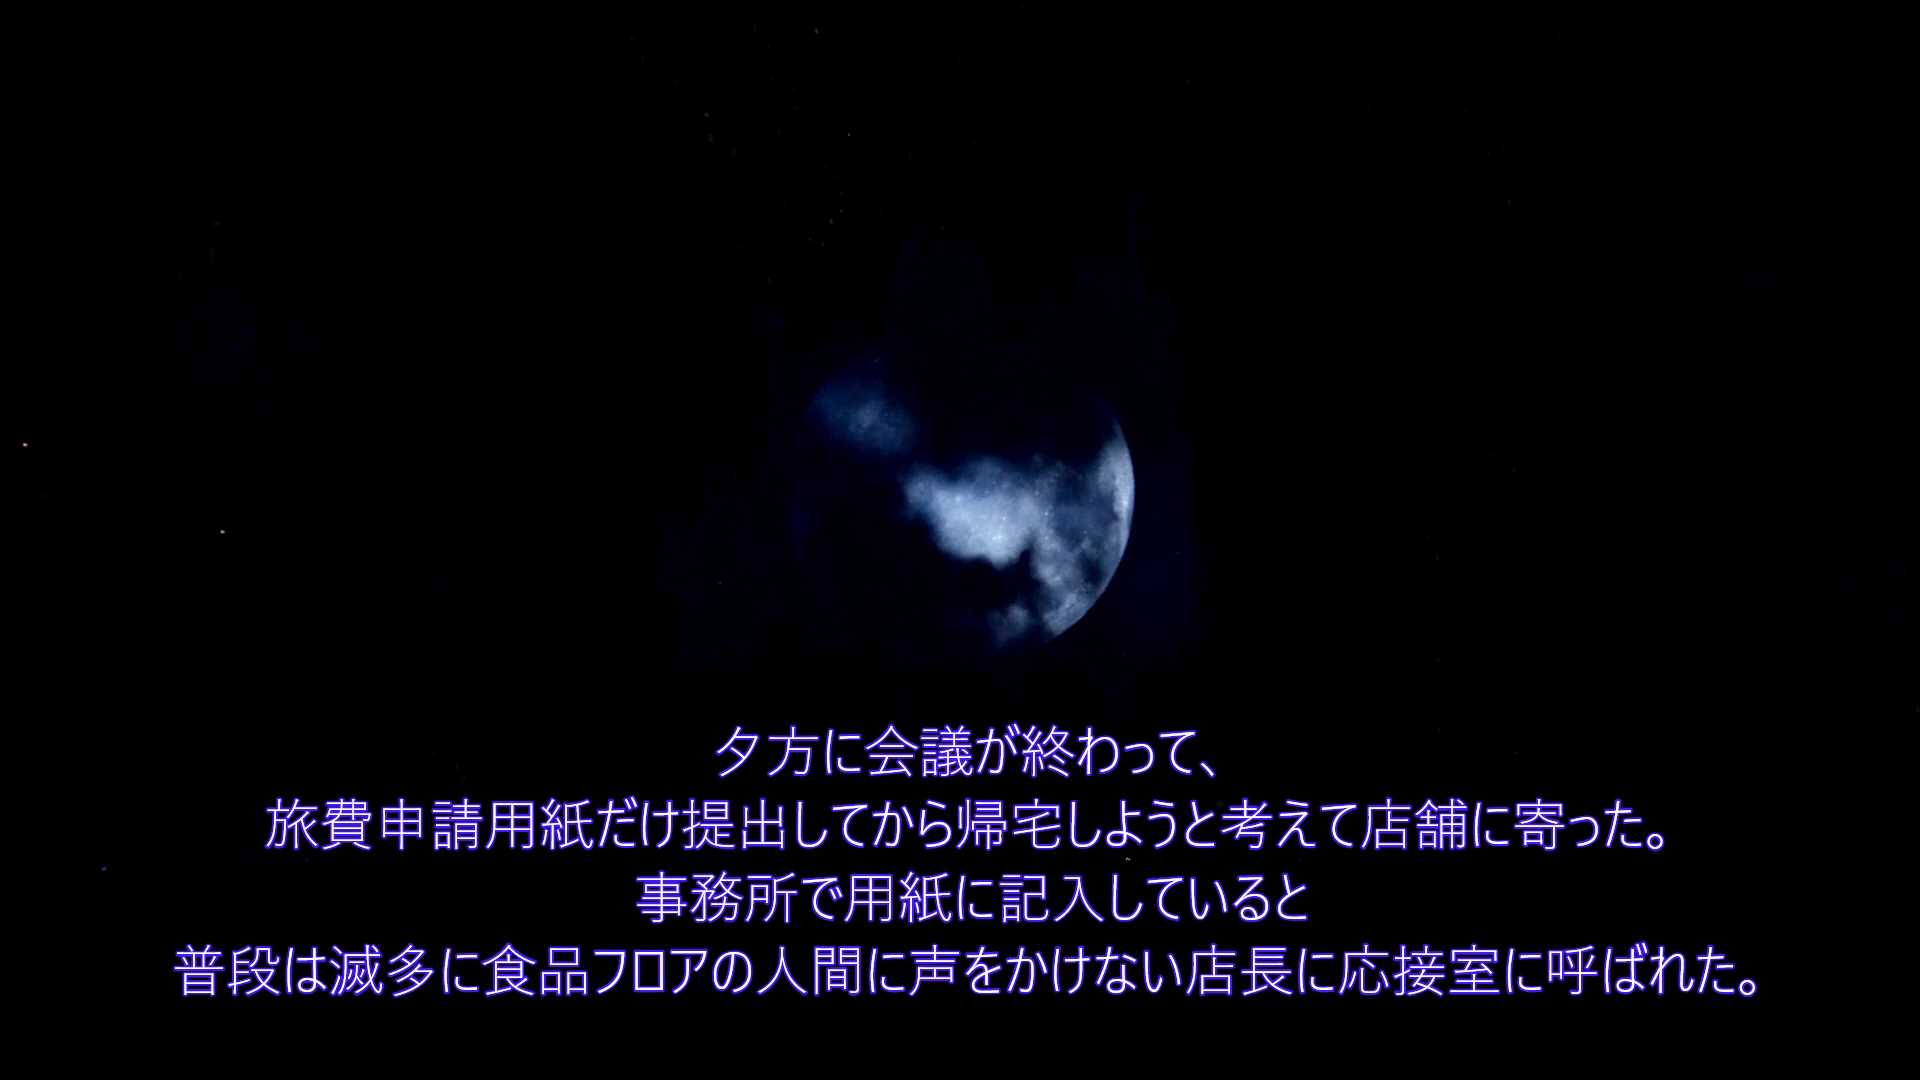 夕方に会議が終わって、
旅費申請用紙だけ提出してから帰宅しようと考えて店舗に寄った。
事務所で用紙に記入していると
普段は滅多に食品フロアの人間に声をかけない店長に応接室に呼ばれた。